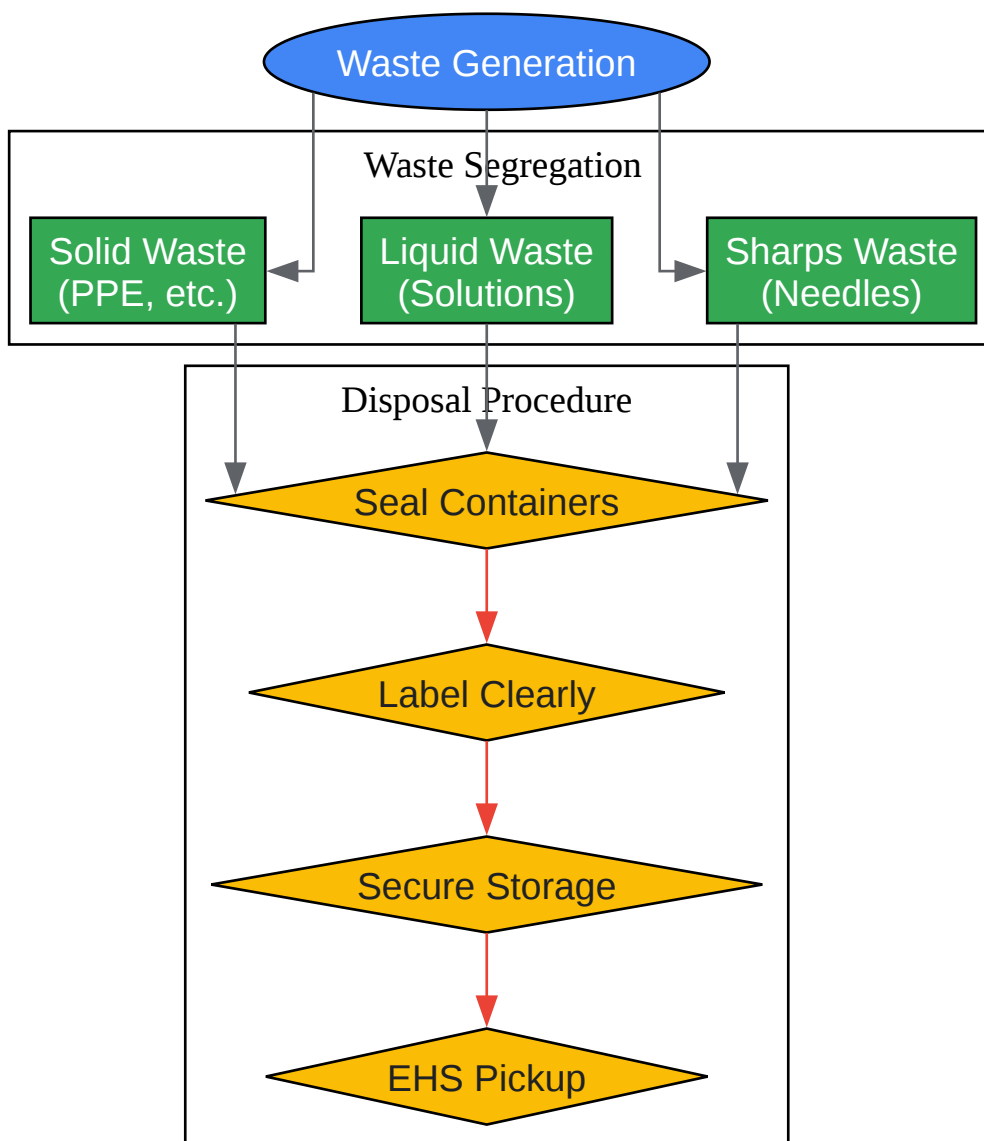 Waste Generation
Waste Segregation
Solid Waste
(PPE, etc.)
Liquid Waste
(Solutions)
Sharps Waste
(Needles)
Disposal Procedure
Seal Containers
Label Clearly
Secure Storage
EHS Pickup